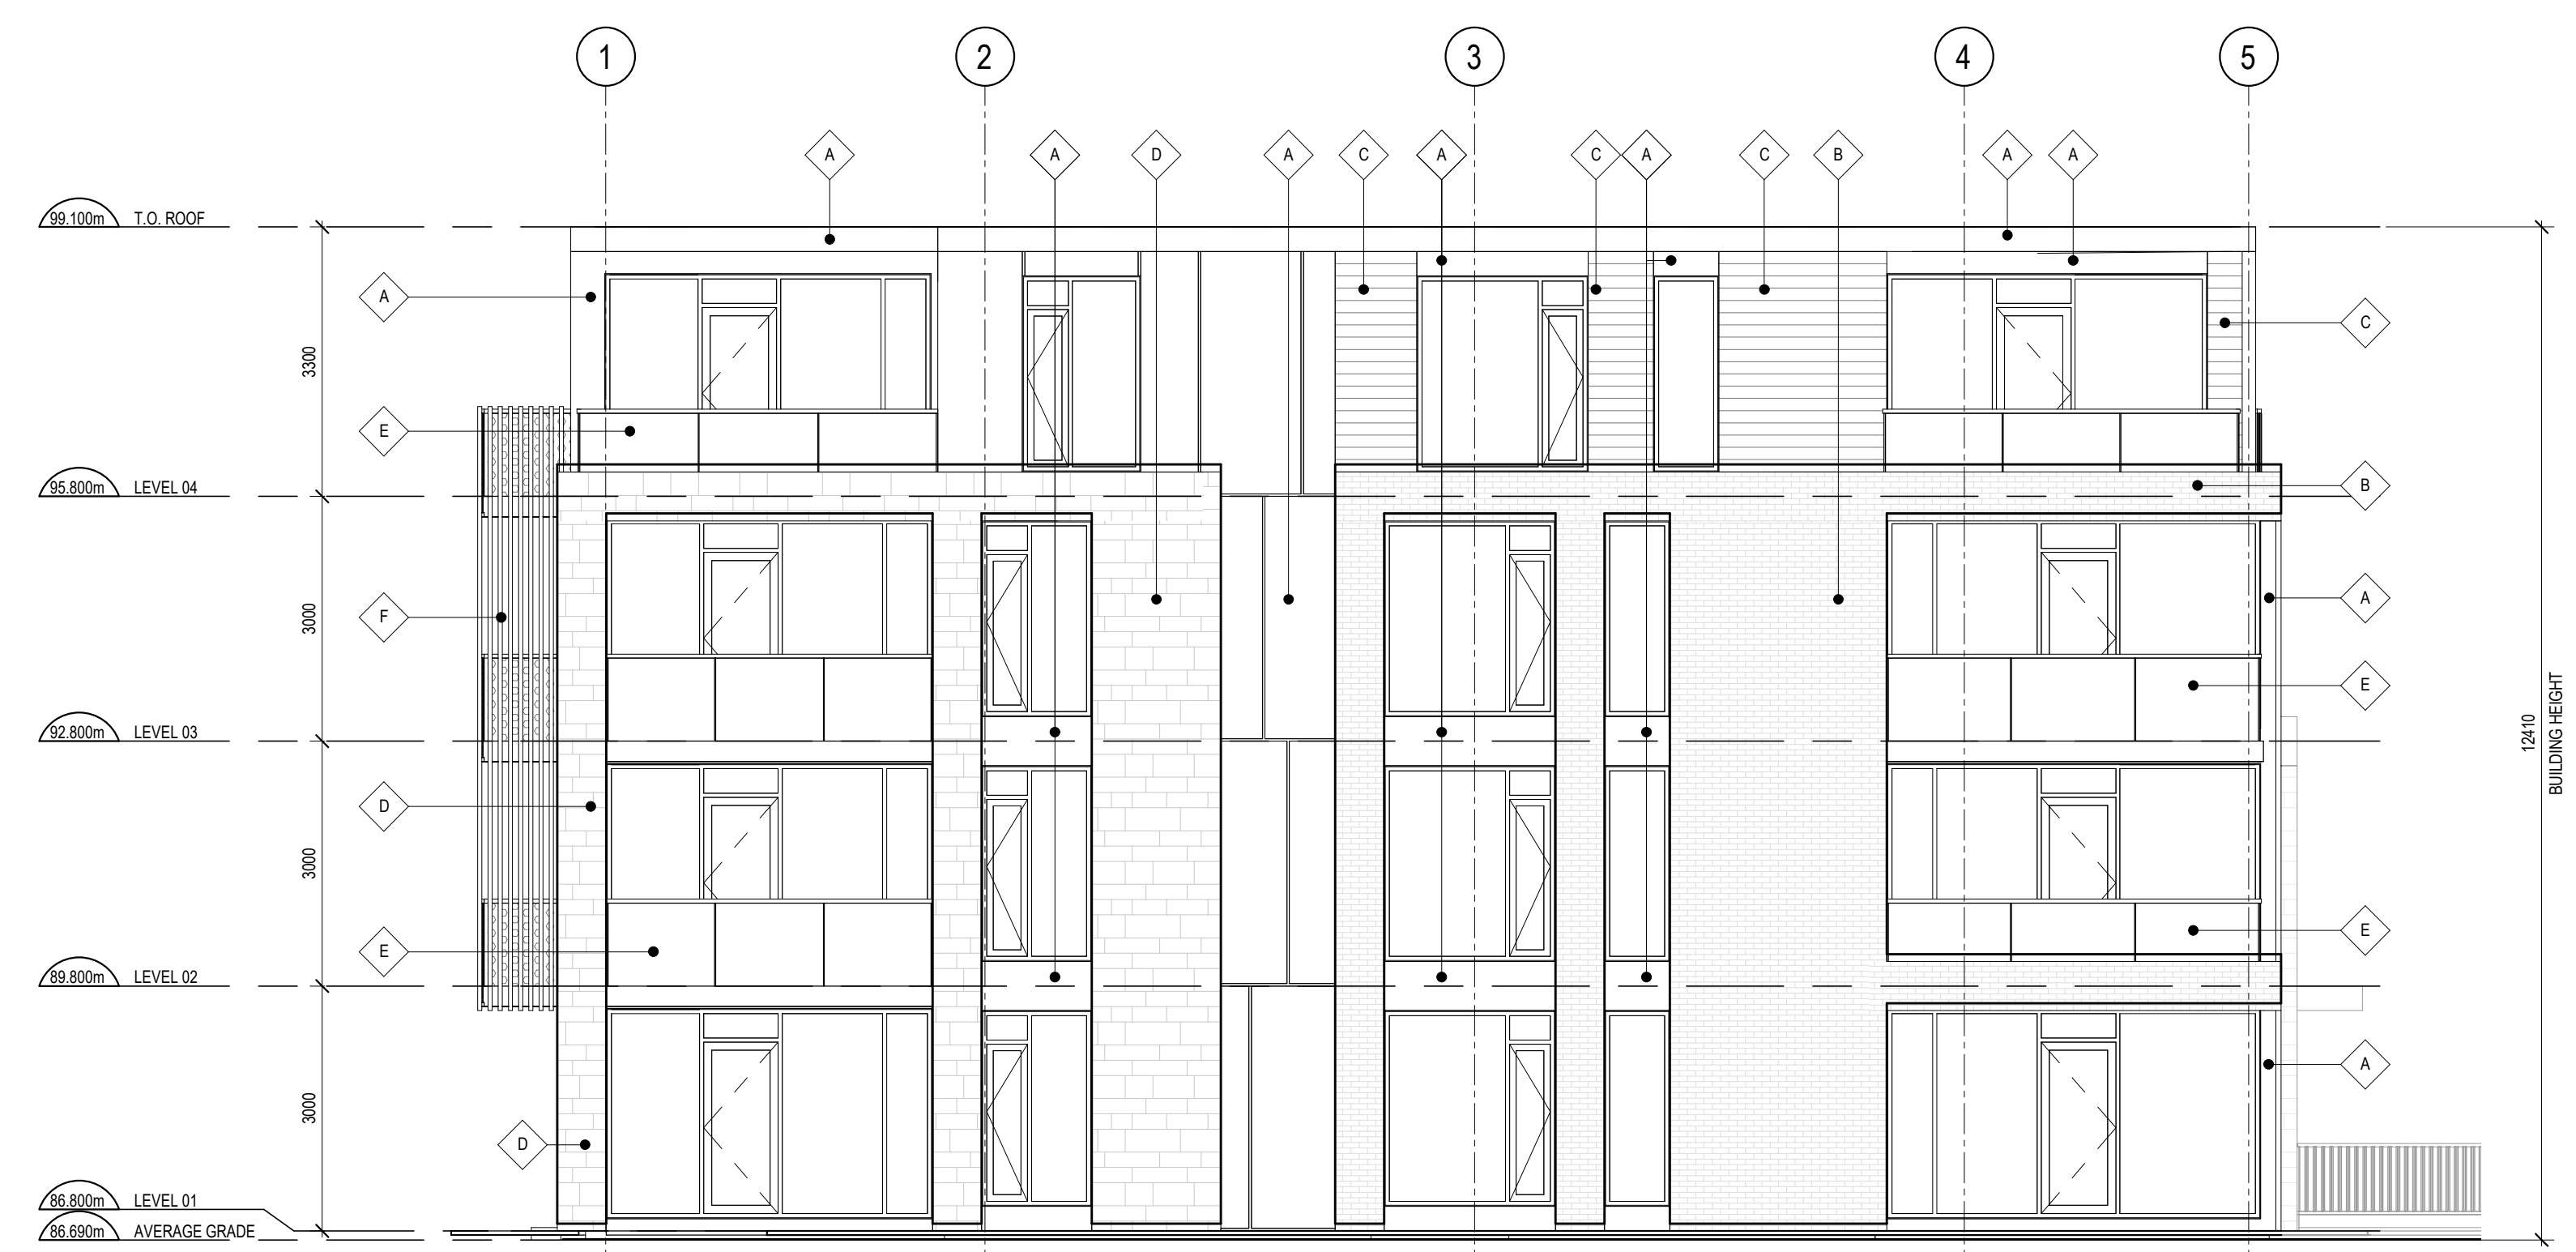 1 2 3 4 5
A A D A C A C A C B A A
99.100m T.O. ROOF
A
C
3300
E
95.800m LEVEL 04
B
3000
F
A
E
92.800m LEVEL 03
12410
BUILDING HEIGHT
D
3000
E
E
89.800m LEVEL 02
A
3000
D
86.800m LEVEL 01
86.690m AVERAGE GRADE